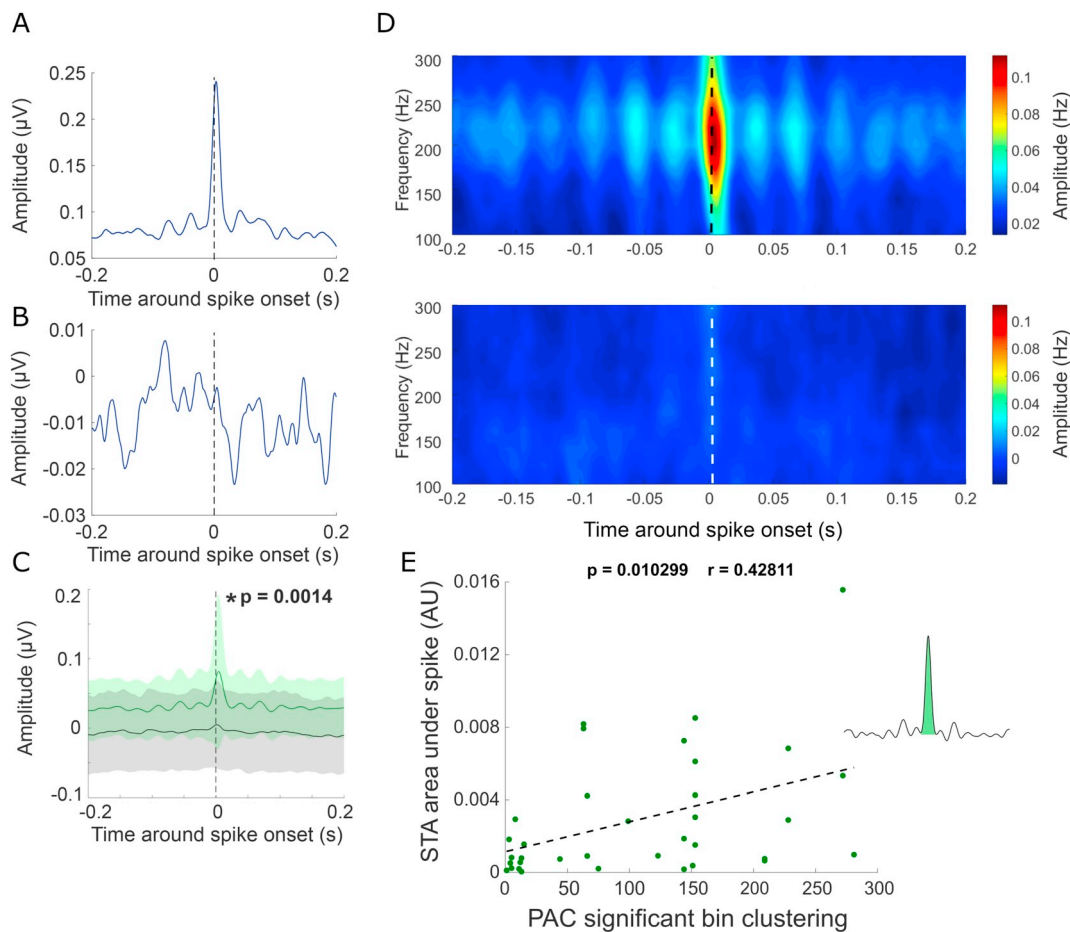 A
0.25
0.2
0.15
0.1
0.05
Amplitude (µV)
-0.2
0
0.2
Time around spike onset (s)
B
0.01
0
-0.01
-0.01
-0.02
-0.03
Amplitude (µV)
-0.2
0
0.2
Time around spike onset (s)
C
0.2
0.1
0
-0.1
Amplitude (µV)
* p = 0.0014
-0.2
0
0.2
Time around spike onset (s)
D
300
250
200
150
100
Frequency (Hz)
-0.2 -0.15 -0.1 -0.05 0 0.05 0.1 0.15 0.2
0.1
0.08
0.06
0.04
0.02
Amplitude (Hz)
300
250
200
150
100
Frequency (Hz)
-0.2 -0.15 -0.1 -0.05 0 0.05 0.1 0.15 0.2
Time around spike onset (s)
0.1
0.08
0.06
0.04
0.02
0
Amplitude (Hz)
E
p = 0.010299 r = 0.42811
0.016
0.012
0.008
0.004
0
STA area under spike (AU)
0 50 100 150 200 250 300
PAC significant bin clustering